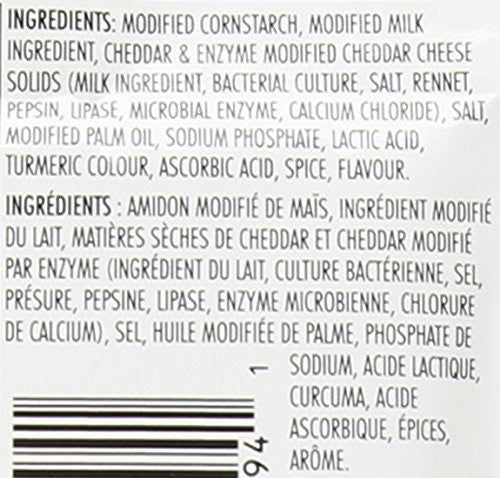 INGREDIENTS: MODIFIED CORNSTARCH, MODIFIED MILK
INGREDIENT, CHEDDAR & ENZYME MODIFIED CHEDDAR CHEESE
SOLIDS (MILK INGREDIENT, BACTERIAL CULTURE, SALT, RENNET,
PEPSIN, LIPASE, MICROBIAL ENZYME, CALCIUM CHLORIDE), SALT,
MODIFIED PALM OIL, SODIUM PHOSPHATE, LACTIC ACID,
TURMERIC COLOUR, ASCORBIC ACID, SPICE, FLAVOUR.
INGRÉDIENTS : AMIDON MODIFIÉ DE MAÏS, INGRÉDIENT MODIFIÉ
DU LAIT, MATIÈRES SÈCHES DE CHEDDAR ET CHEDDAR MODIFIÉ
PAR ENZYME (INGRÉDIENT DU LAIT, CULTURE BACTÉRIENNE, SEL,
PRÉSURE, PEPSINE, LIPASE, ENZYME MICROBIENNE, CHLORURE
DE CALCIUM), SEL, HUILE MODIFIÉE DE PALME, PHOSPHATE DE
SODIUM, ACIDE LACTIQUE,
CURCUMA, ACIDE
ASCORBIQUE, ÉPICES,
ARÔME.
94 1